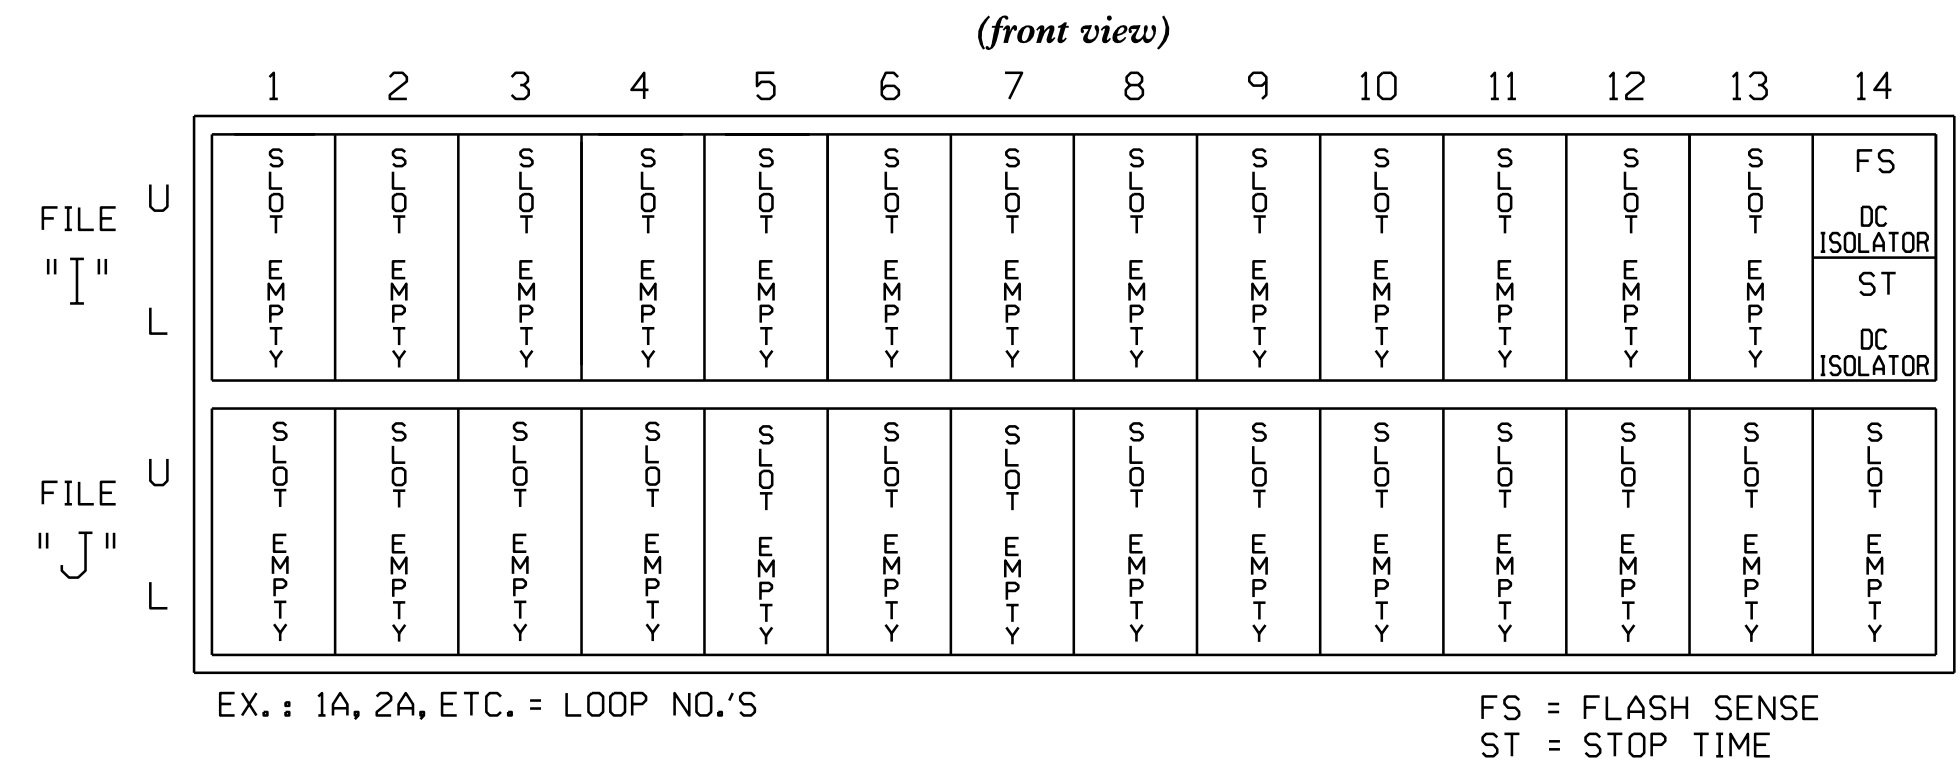 (front view)
1 2 3 4 5 6 7 8 9 10 11 12 13 14
FILE "I"
U
L
SLOT EMPTY
SLOT EMPTY
SLOT EMPTY
SLOT EMPTY
SLOT EMPTY
SLOT EMPTY
SLOT EMPTY
SLOT EMPTY
SLOT EMPTY
SLOT EMPTY
SLOT EMPTY
SLOT EMPTY
SLOT EMPTY
FS
DC
ISOLATOR
ST
DC
ISOLATOR
FILE "J"
U
L
SLOT EMPTY
SLOT EMPTY
SLOT EMPTY
SLOT EMPTY
SLOT EMPTY
SLOT EMPTY
SLOT EMPTY
SLOT EMPTY
SLOT EMPTY
SLOT EMPTY
SLOT EMPTY
SLOT EMPTY
SLOT EMPTY
SLOT EMPTY
EX.: 1A, 2A, ETC. = LOOP NO.'S
FS = FLASH SENSE
ST = STOP TIME